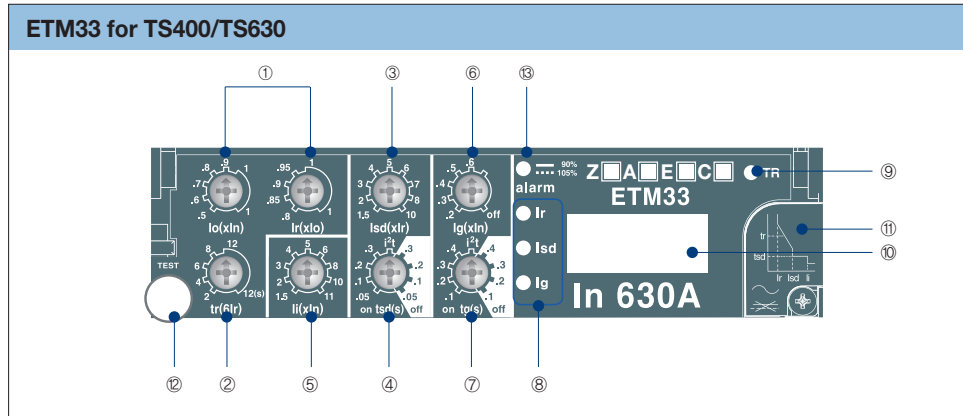 ETM33 for TS400/TS630
① ③ ⑥ ⑬
.5 .6 .7 .8 .9 1 1
Io(xIn)
.8 .85 .9 .95 1 1
Ir(xIo)
1.5 2 3 4 5 6 7 8 10
Isd(xIr)
.2 .3 .4 .5 .6 off
Ig(xIn)
alarm
90%
105%
Z A E C
TR
⑨
ETM33
Ir
Isd
Ig
In 630A
tr
tsd
Ir Isd Ii
⑪
⑩
TEST
2 4 6 8 12 12(s)
tr(6Ir)
1.5 2 3 4 5 6 8 10 11
Ii(xIn)
.05 .1 .2 .3 I²t .3 .2 .1 .05
on tsd(s) off
.1 .2 .3 .4 I²t .4 .3 .2 .1
on tg(s) off
⑫ ② ⑤ ④ ⑦ ⑧